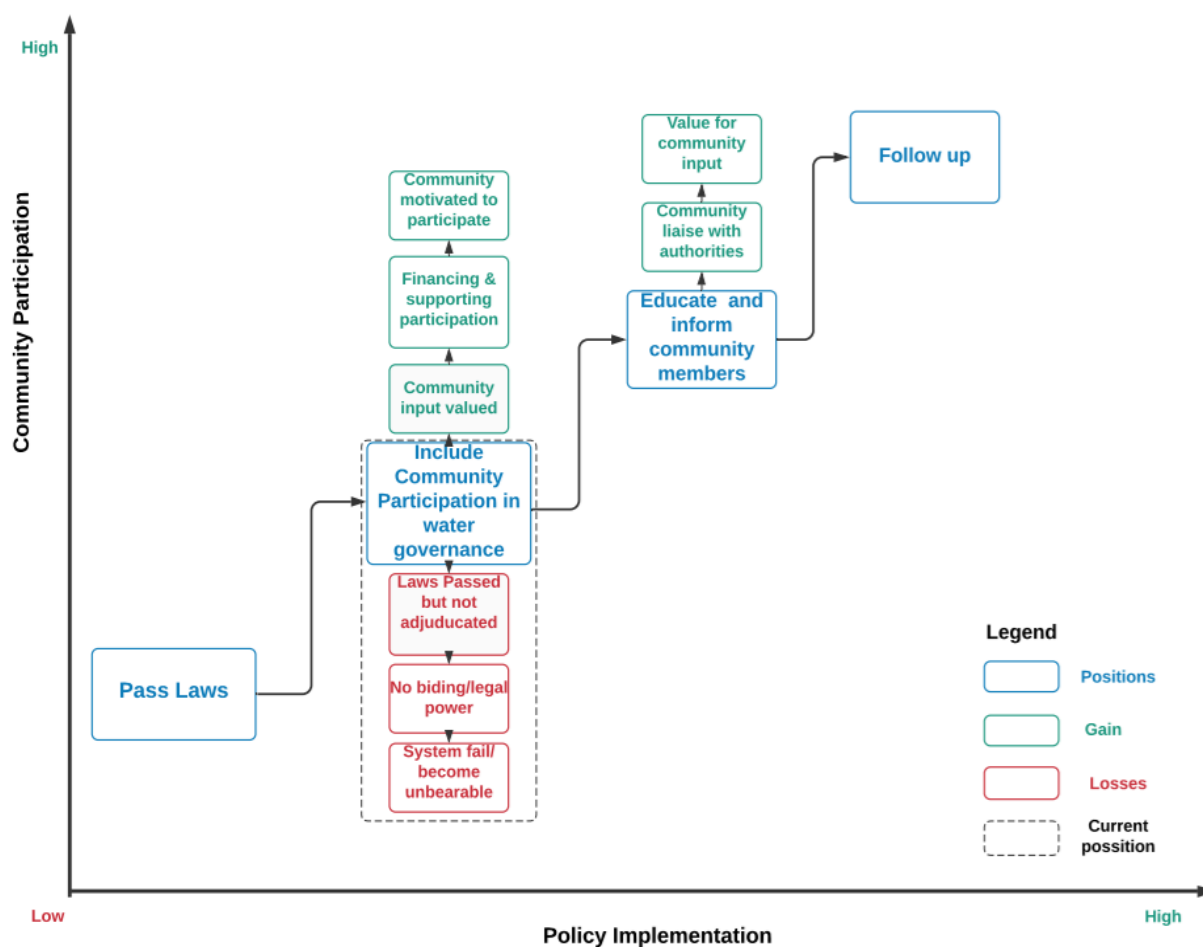 High
Community Participation
Pass Laws
Community
motivated to
participate
Financing &
supporting
participation
Community
input valued
Include
Community
Participation in
water
governance
Laws Passed
but not
adjuducated
No biding/legal
power
System fail/
become
unbearable
Value for
community
input
Community
liaise with
authorities
Educate and
inform
community
members
Follow up
Legend
Positions
Gain
Losses
Current
possition
Low
High
Policy Implementation